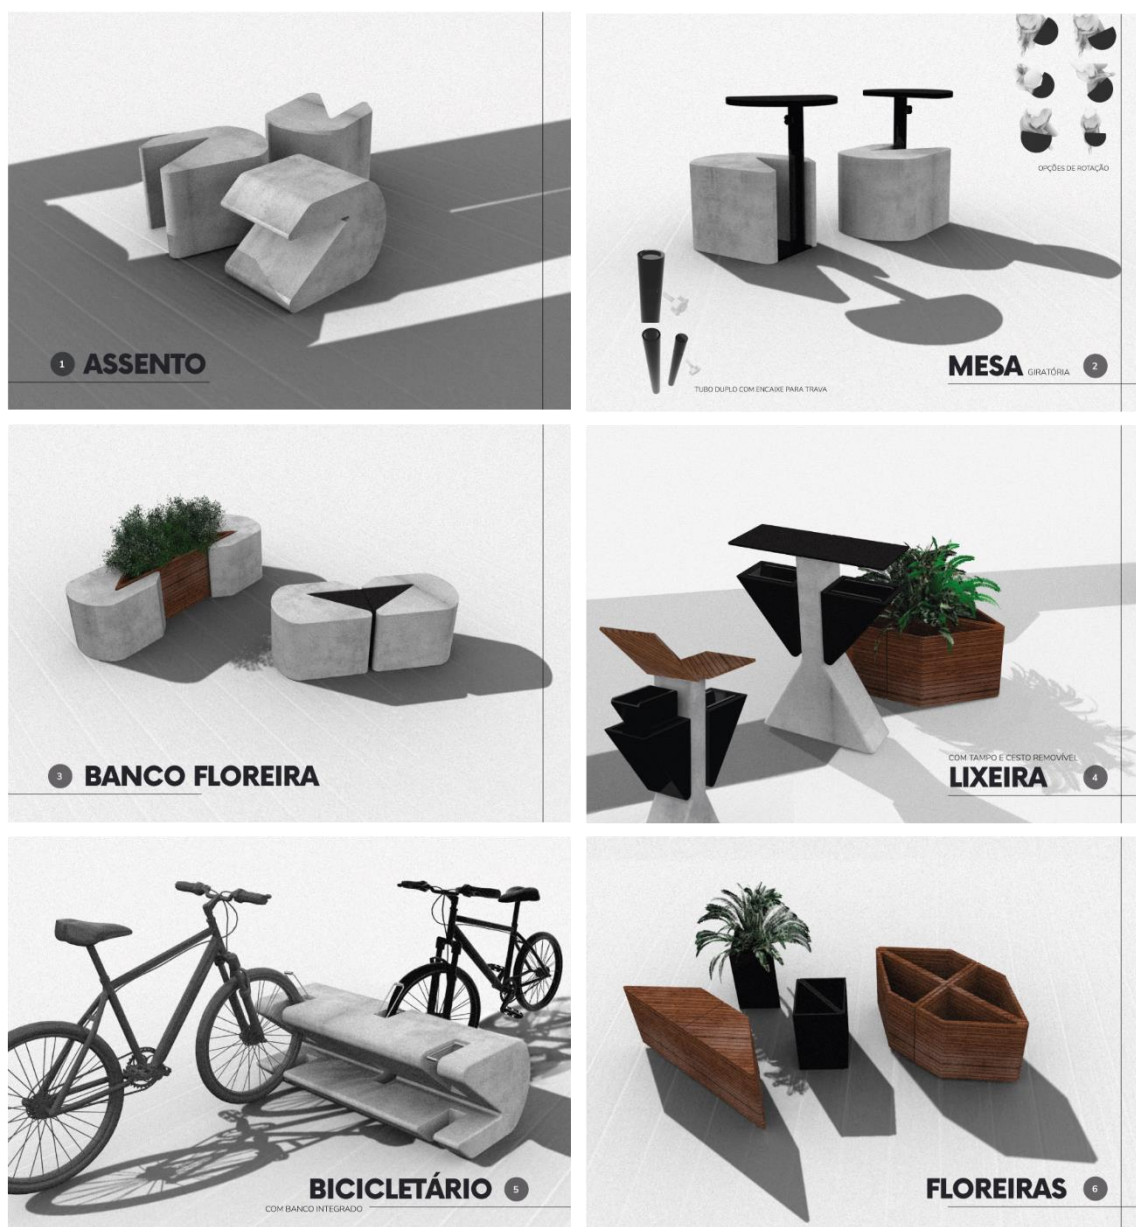 1 ASSENTO
OPÇÕES DE ROTAÇÃO
TUBO DUPLO COM ENCAIXE PARA TRAVA
MESA GIRATÓRIA 2
3 BANCO FLOREIRA
COM TAMPO E CESTO REMOVÍVEL
LIXEIRA 4
BICICLETÁRIO 5
COM BANCO INTEGRADO
FLOREIRAS 6